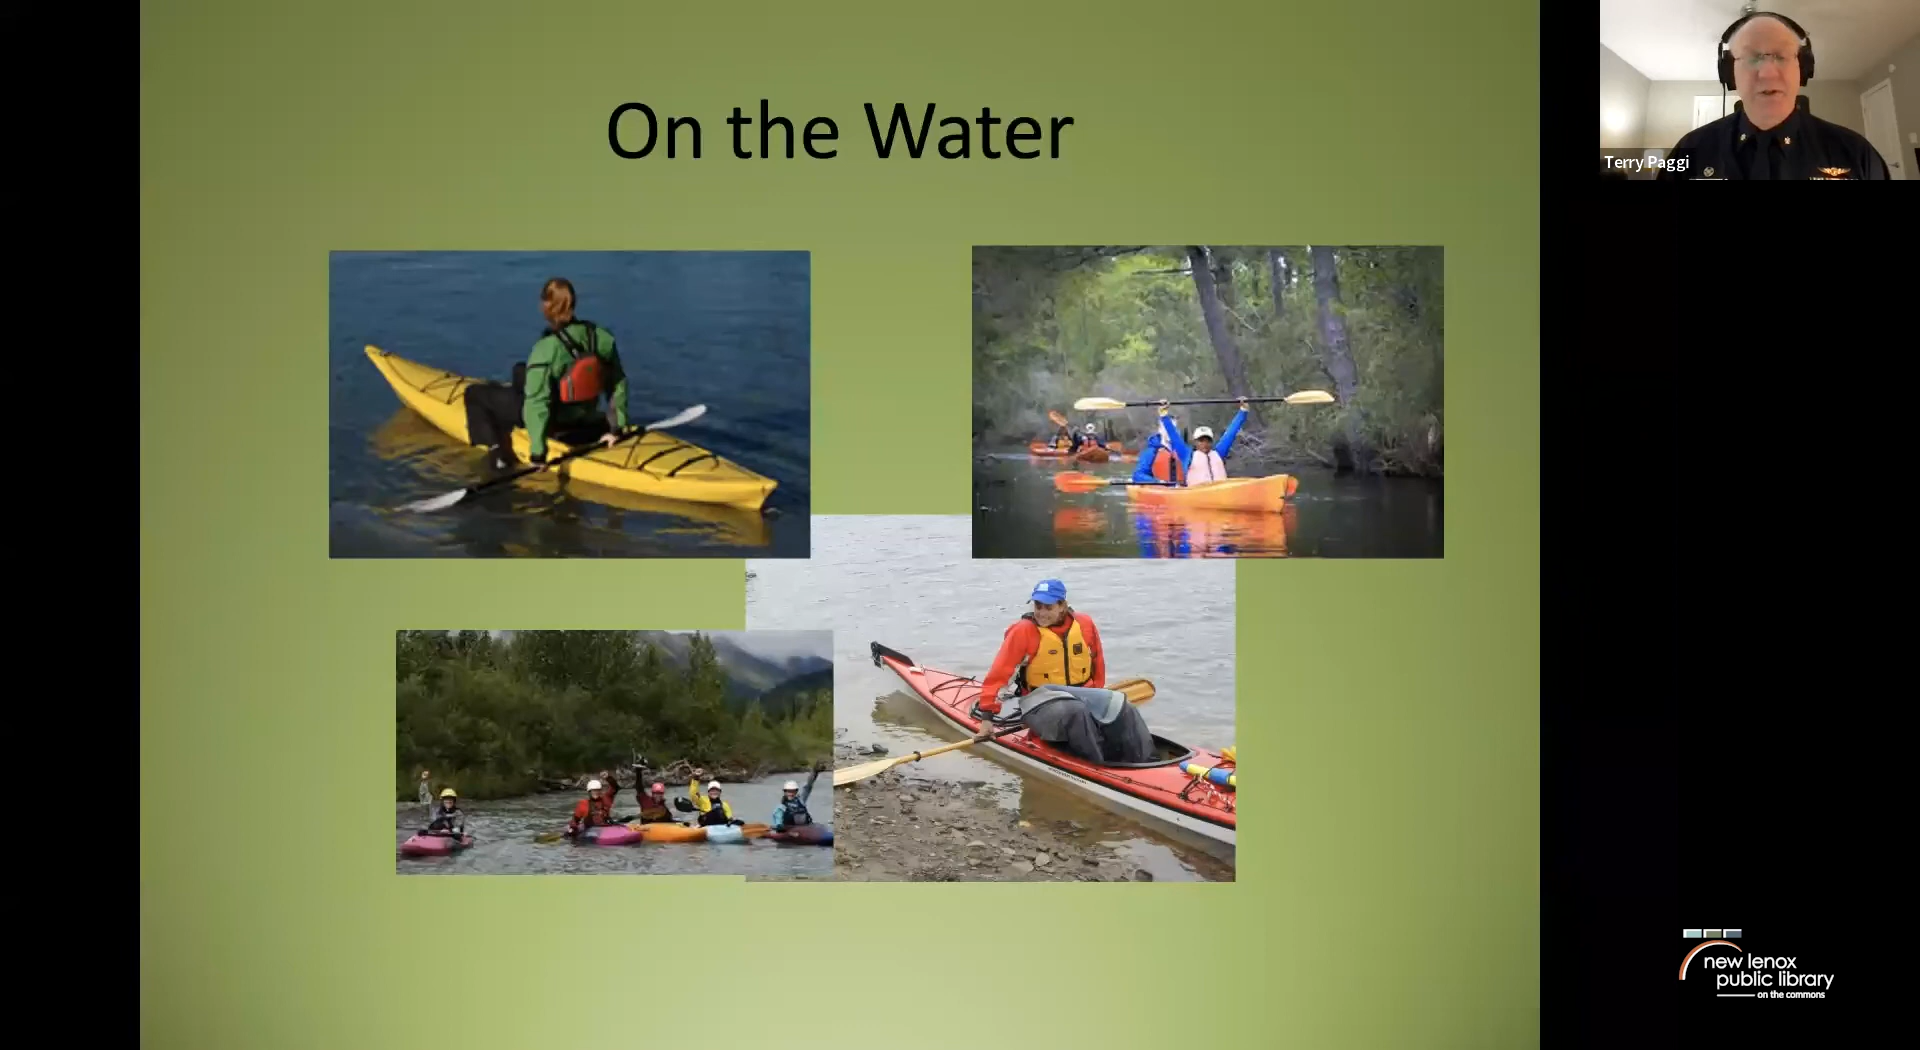 On the Water
Terry Paggi
new lenox
public library
on the commons